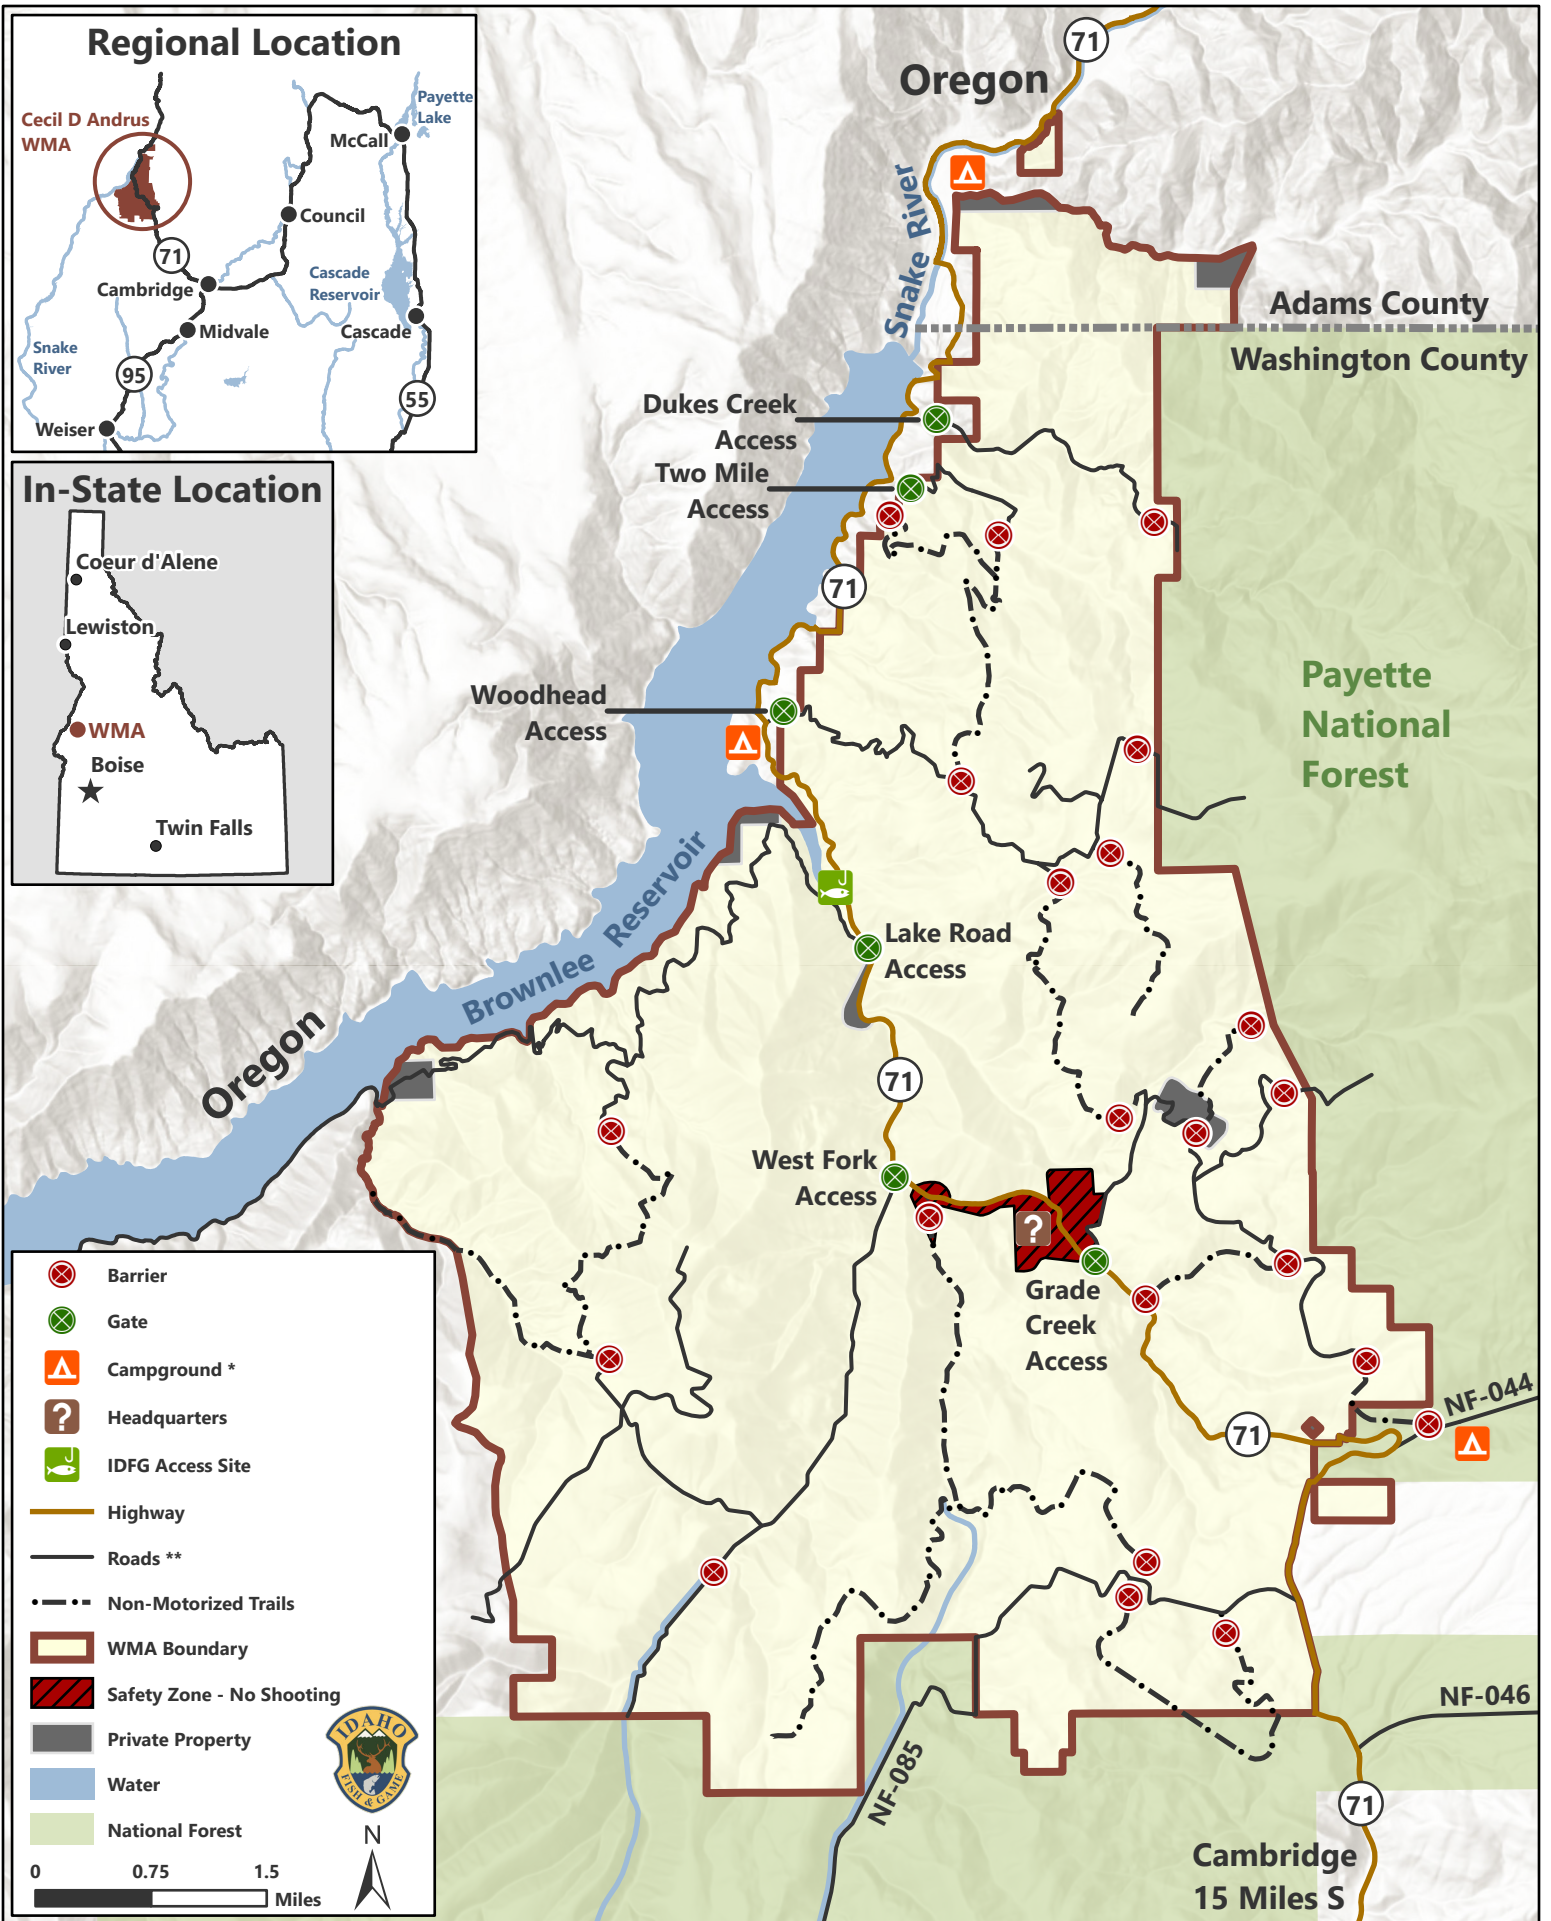 Regional Location
Cecil D Andrus
WMA
Payette
Lake
McCall
Council
71
Cambridge
Cascade
Reservoir
Midvale
Cascade
Snake
River
95
55
Weiser
In-State Location
Coeur d'Alene
Lewiston
WMA
Boise
Twin Falls
71
Oregon
Snake River
Adams County
Washington County
Dukes Creek
Access
Two Mile
Access
71
Payette
National
Forest
Woodhead
Access
Brownlee Reservoir
Lake Road
Access
Oregon
71
West Fork
Access
?
Grade
Creek
Access
71
NF-044
NF-046
NF-085
71
Cambridge
15 Miles S
Barrier
Gate
Campground *
?
Headquarters
IDFG Access Site
Highway
Roads **
Non-Motorized Trails
WMA Boundary
Safety Zone - No Shooting
Private Property
Water
National Forest
IDAHO
FISH & GAME
N
0 0.75 1.5
Miles